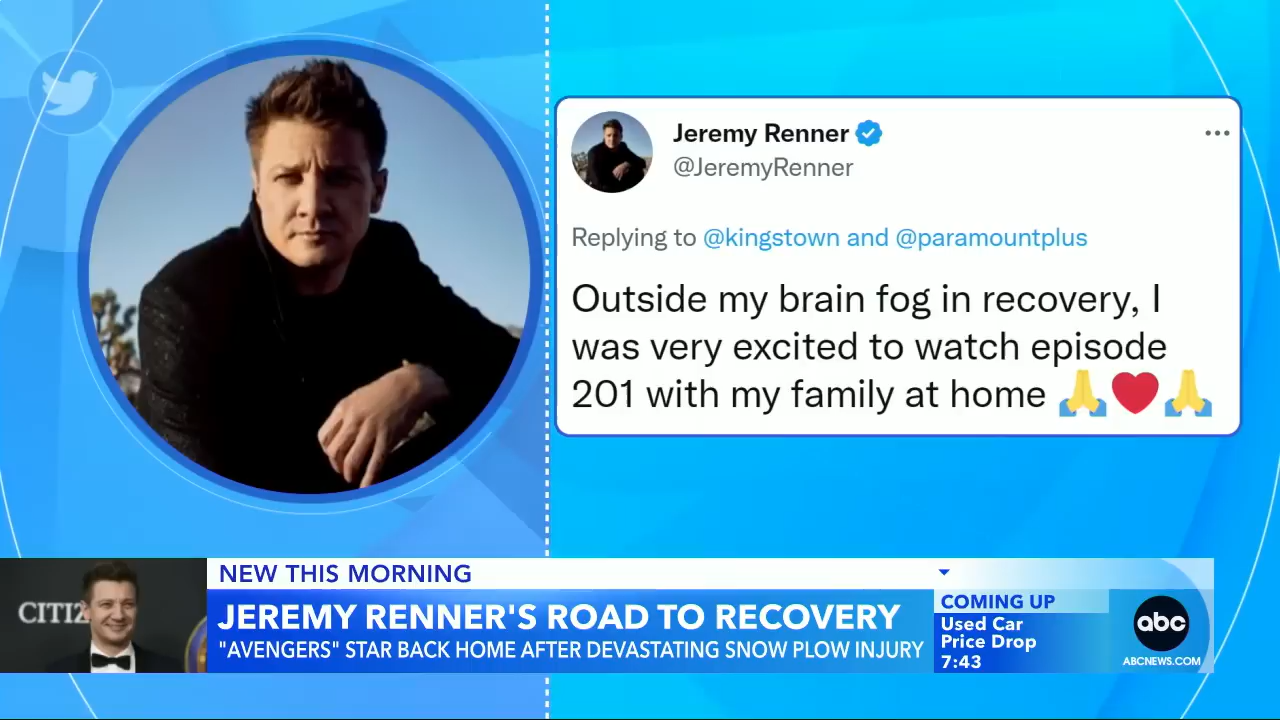 Jeremy Renner
@JeremyRenner
Replying to @kingstown and @paramountplus
Outside my brain fog in recovery, I
was very excited to watch episode
201 with my family at home 🙏❤️🙏
CITIZ
NEW THIS MORNING
JEREMY RENNER'S ROAD TO RECOVERY
"AVENGERS" STAR BACK HOME AFTER DEVASTATING SNOW PLOW INJURY
COMING UP
Used Car
Price Drop
7:43
abc
ABCNEWS.COM